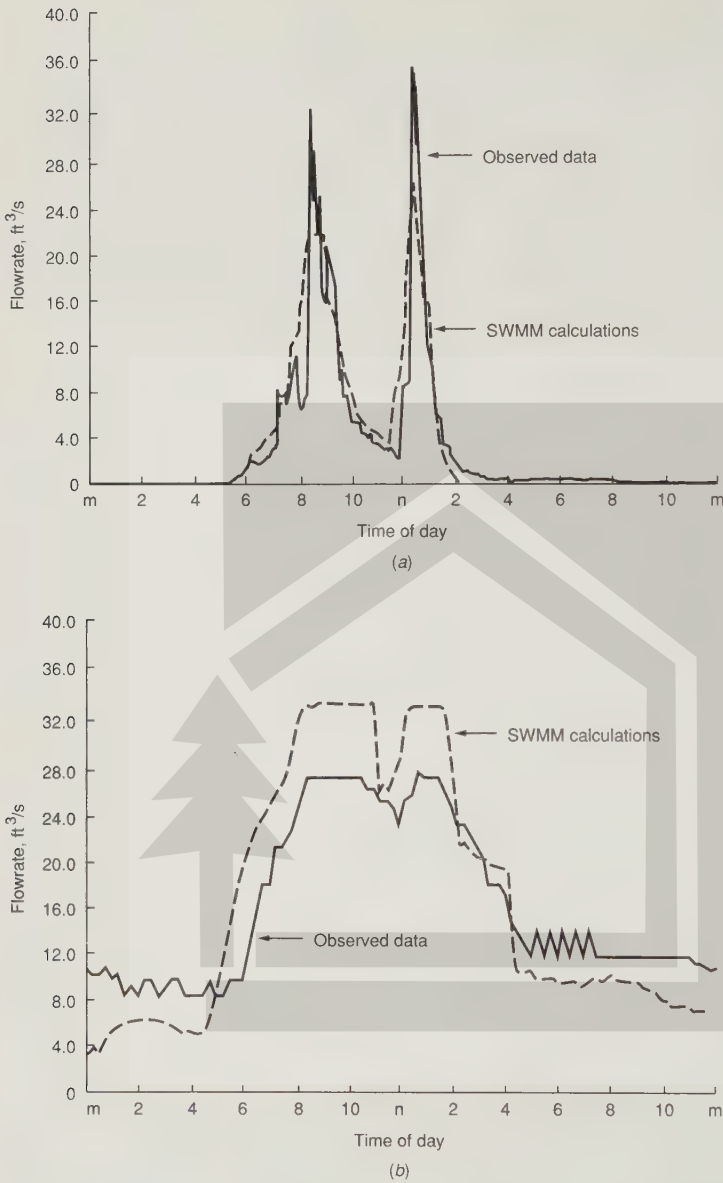 40.0
36.0
32.0
28.0
24.0
20.0
16.0
12.0
8.0
4.0
0
Flowrate, ft³/s
Observed data
SWMM calculations
m 2 4 6 8 10 n 2 4 6 8 10 m
Time of day
(a)
40.0
36.0
32.0
28.0
24.0
20.0
16.0
12.0
8.0
4.0
0
Flowrate, ft³/s
SWMM calculations
Observed data
m 2 4 6 8 10 n 2 4 6 8 10 m
Time of day
(b)